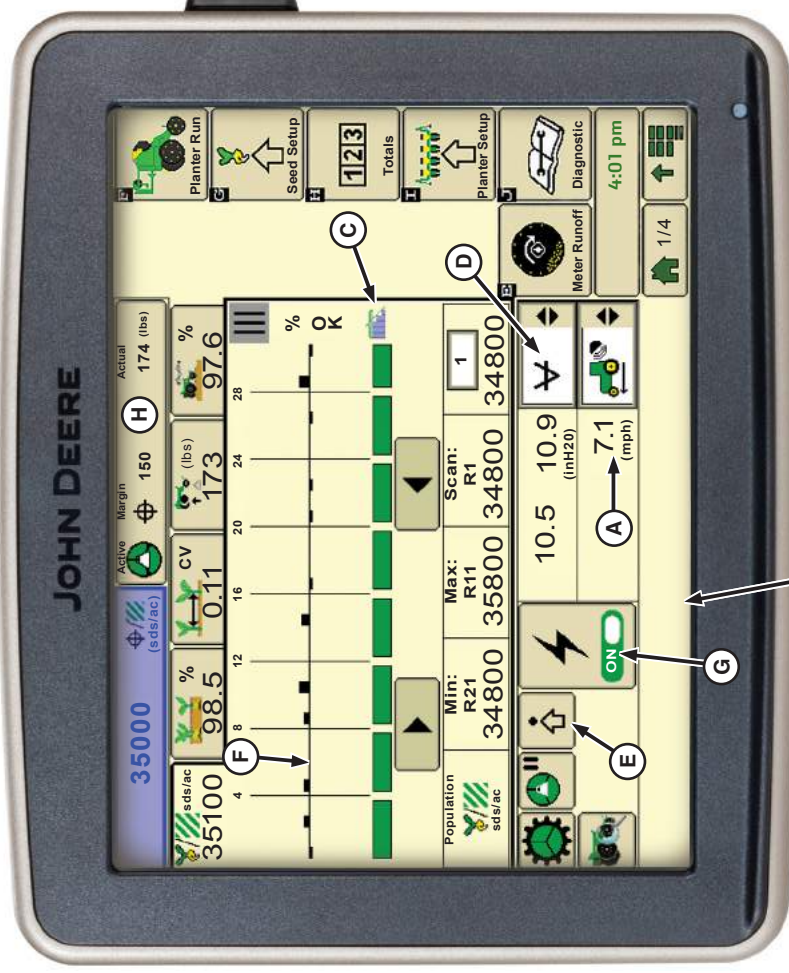 JOHN DEERE
35000
(sds/ac)
Active
Margin
Actual
150
174 (lbs)
H
sds/ac
35100
%
98.5
CV
0.11
(lbs)
173
%
97.6
4 8 12 16 20 24 28
%
O
K
F
C
Population
sds/ac
Min:
R21
34800
Max:
R11
35800
Scan:
R1
34800
1
34800
10.5 10.9
(inH20)
7.1
(mph)
ON
E
G
A
D
F
Planter Run
G
Seed Setup
H
123
Totals
I
Planter Setup
E
Meter Runoff
J
Diagnostic
4:01 pm
1/4